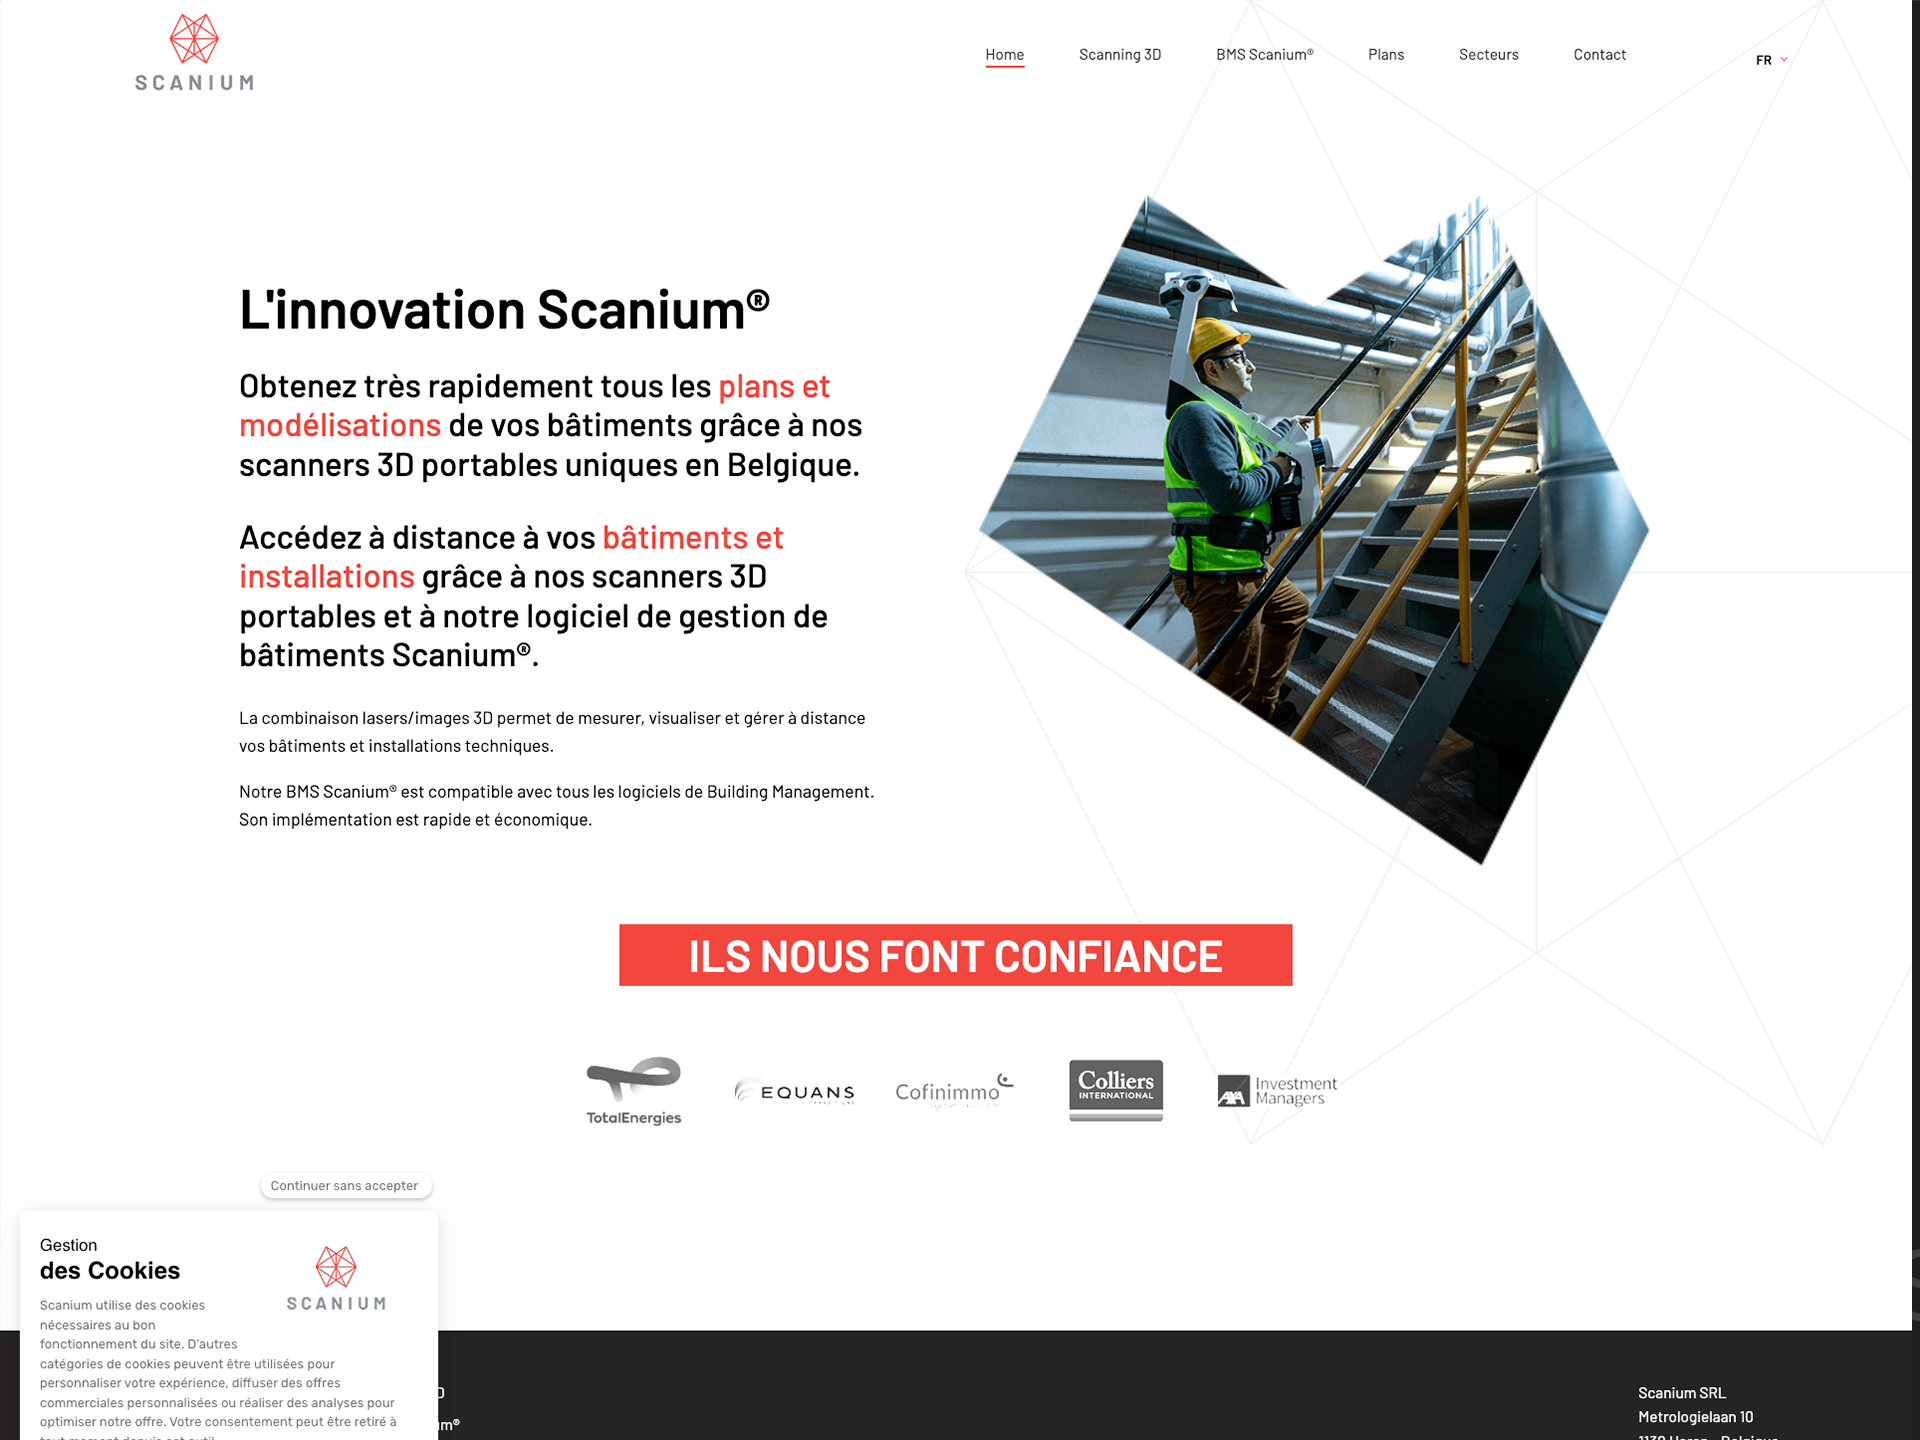 SCANIUM
Home Scanning 3D BMS Scanium® Plans Secteurs Contact FR
L'innovation Scanium®
Obtenez très rapidement tous les plans et
modélisations de vos bâtiments grâce à nos
scanners 3D portables uniques en Belgique.
Accédez à distance à vos bâtiments et
installations grâce à nos scanners 3D
portables et à notre logiciel de gestion de
bâtiments Scanium®.
La combinaison lasers/images 3D permet de mesurer, visualiser et gérer à distance
vos bâtiments et installations techniques.
Notre BMS Scanium® est compatible avec tous les logiciels de Building Management.
Son implémentation est rapide et économique.
ILS NOUS FONT CONFIANCE
TotalEnergies
EQUANS
Cofinimmo
Colliers
INTERNATIONAL
AXA Investment
Managers
Continuer sans accepter
Gestion
des Cookies
SCANIUM
Scanium utilise des cookies
nécessaires au bon
fonctionnement du site. D'autres
catégories de cookies peuvent être utilisées pour
personnaliser votre expérience, diffuser des offres
commerciales personnalisées ou réaliser des analyses pour
optimiser notre offre. Votre consentement peut être retiré à
Scanium SRL
Metrologielaan 10